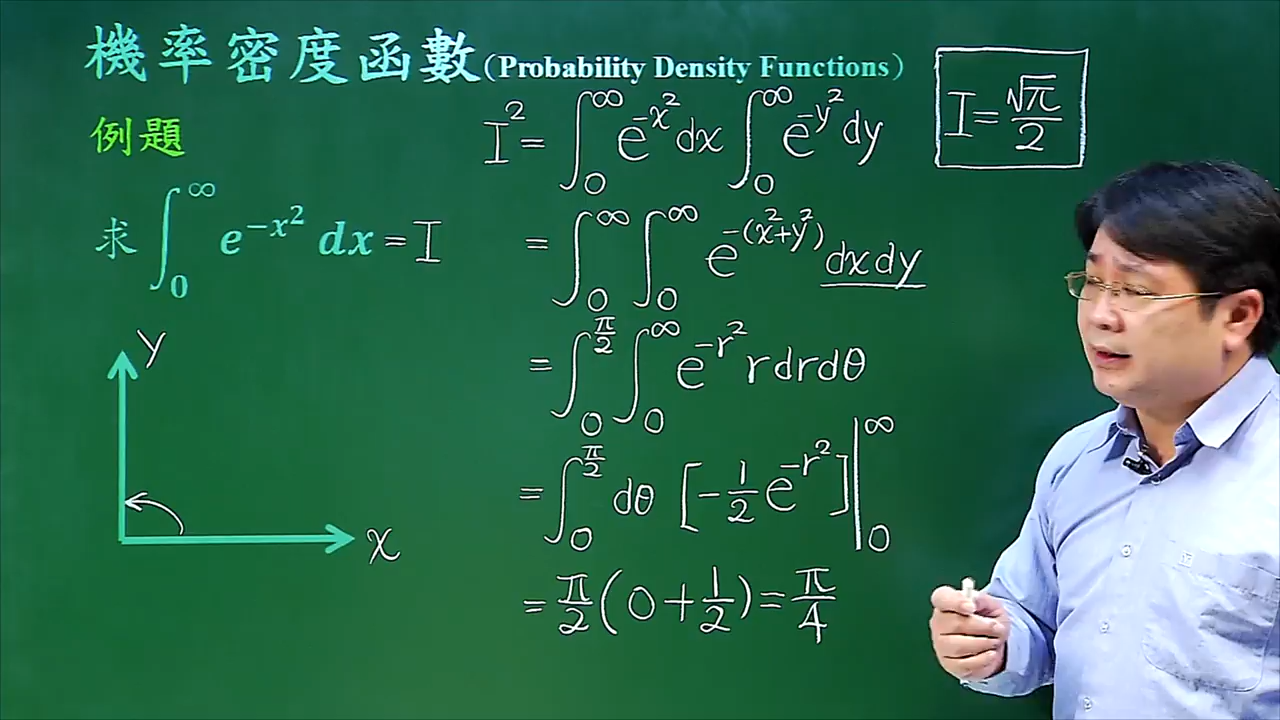 機率密度函數(Probability Density Functions)
例題
求 ∫₀^∞ e^{-x²} dx = I
I² = ∫₀^∞ e^{-x²}dx ∫₀^∞ e^{-y²}dy
= ∫₀^∞ ∫₀^∞ e^{-(x²+y²)} dxdy
= ∫₀^{π/2} ∫₀^∞ e^{-r²} r dr dθ
= ∫₀^{π/2} dθ [-1/2 e^{-r²}]|₀^∞
= π/2 (0 + 1/2) = π/4
I = √π/2
y
x